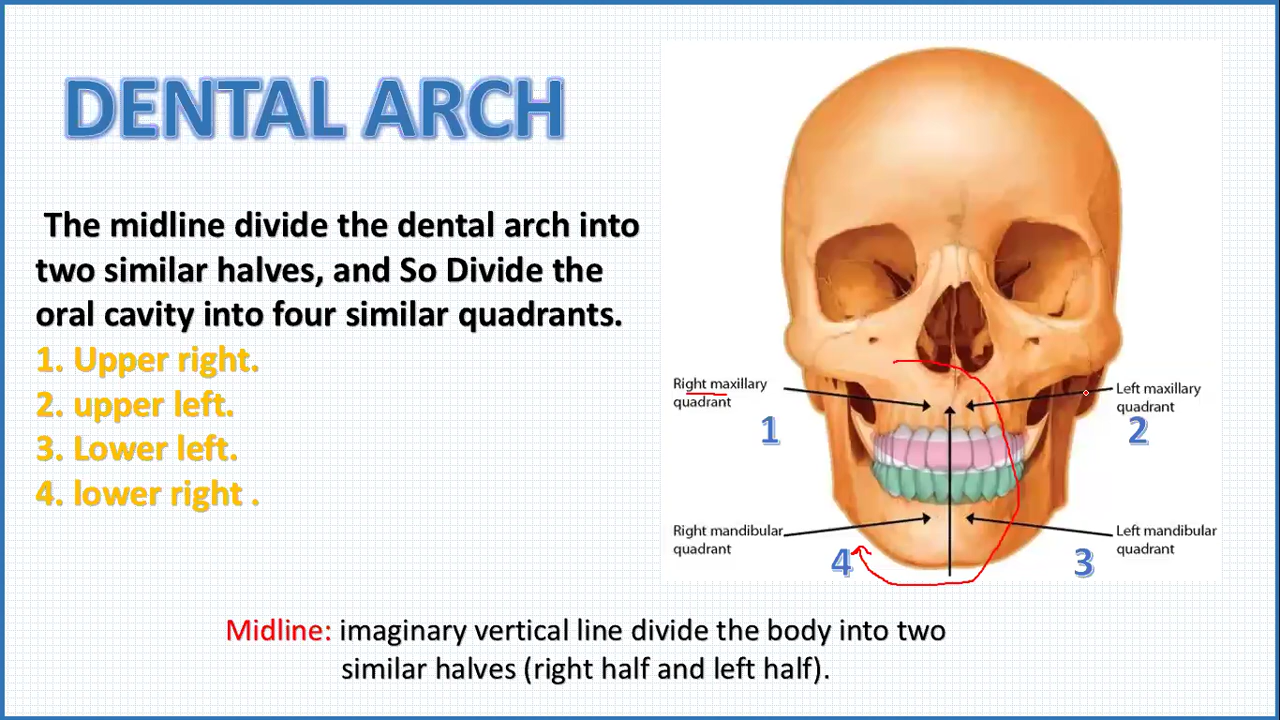 DENTAL ARCH
The midline divide the dental arch into
two similar halves, and So Divide the
oral cavity into four similar quadrants.
1. Upper right.
2. upper left.
3. Lower left.
4. lower right .
Right maxillary
quadrant
1
Left maxillary
quadrant
2
Right mandibular
quadrant
4
Left mandibular
quadrant
3
Midline: imaginary vertical line divide the body into two
similar halves (right half and left half).